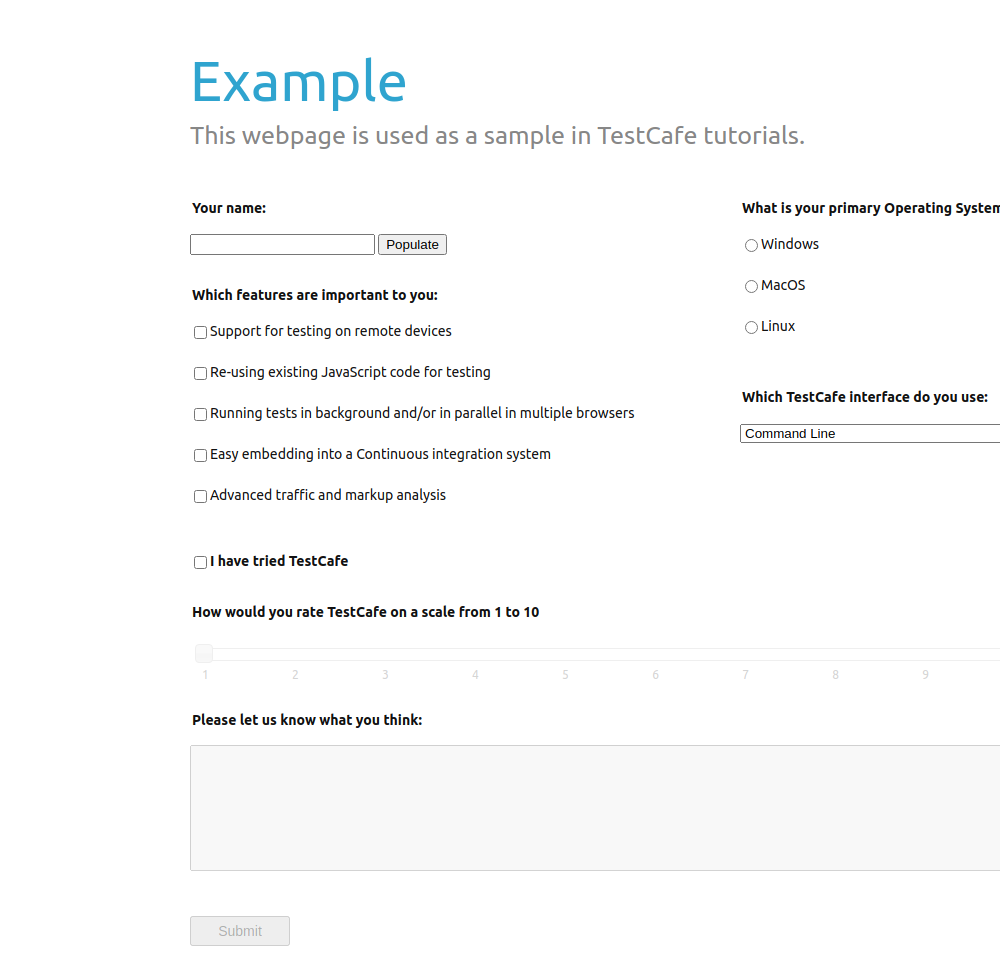 Example
This webpage is used as a sample in TestCafe tutorials.
Your name:
Populate
Which features are important to you:
Support for testing on remote devices
Re-using existing JavaScript code for testing
Running tests in background and/or in parallel in multiple browsers
Easy embedding into a Continuous integration system
Advanced traffic and markup analysis
What is your primary Operating System
Windows
MacOS
Linux
Which TestCafe interface do you use:
Command Line
I have tried TestCafe
How would you rate TestCafe on a scale from 1 to 10
1 2 3 4 5 6 7 8 9
Please let us know what you think:
Submit